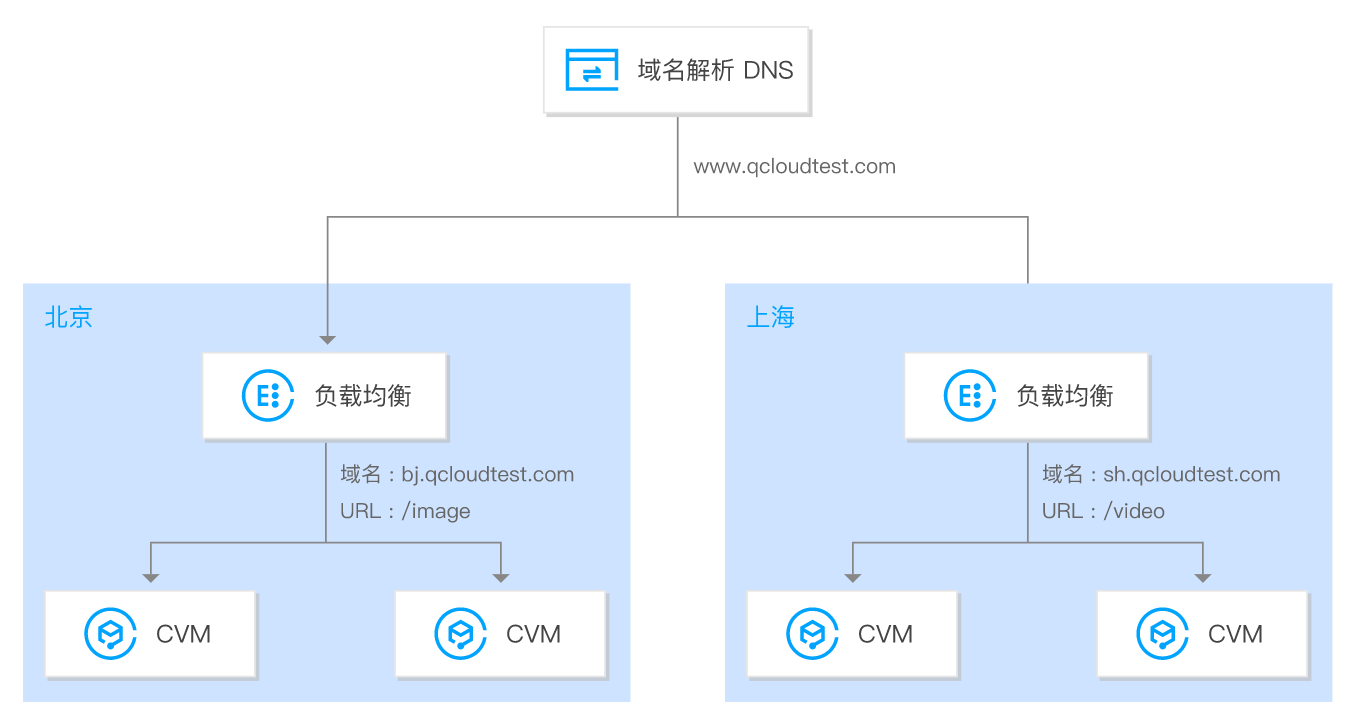 域名解析 DNS
www.qcloudtest.com
北京
负载均衡
域名：bj.qcloudtest.com
URL：/image
CVM
CVM
上海
负载均衡
域名：sh.qcloudtest.com
URL：/video
CVM
CVM